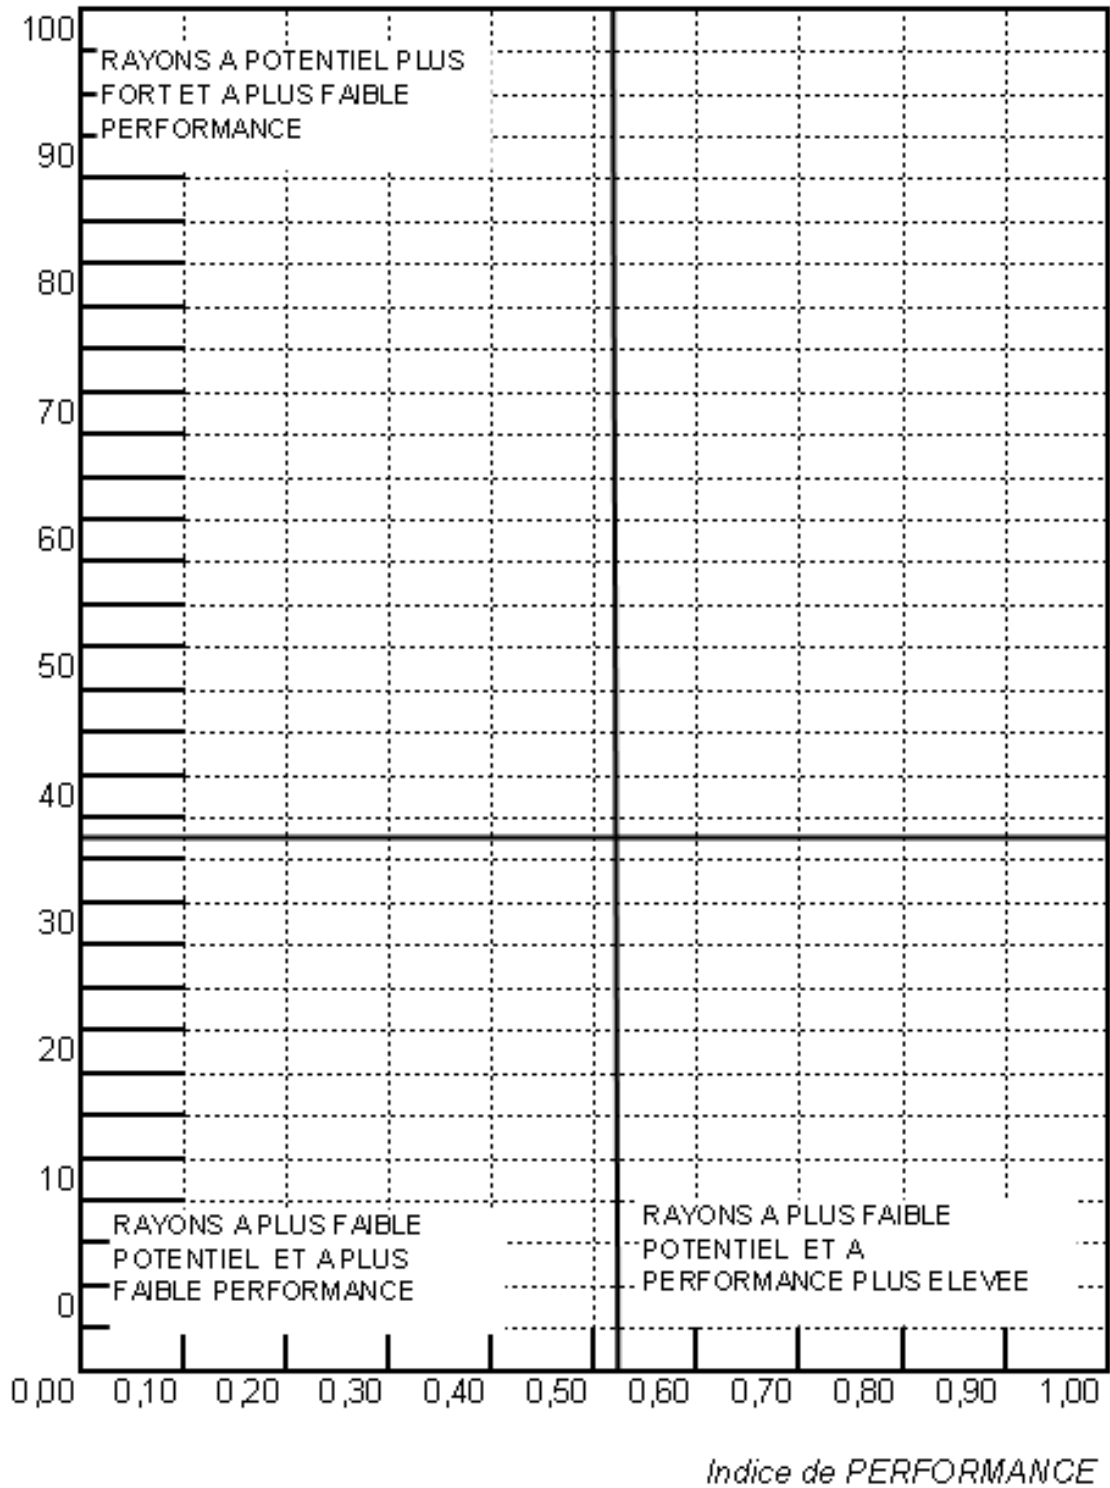 100
RAYONS A POTENTIEL PLUS
FORT ET A PLUS FAIBLE
PERFORMANCE
90
80
70
60
50
40
30
20
10
RAYONS A PLUS FAIBLE
POTENTIEL ET A PLUS
FAIBLE PERFORMANCE
RAYONS A PLUS FAIBLE
POTENTIEL ET A
PERFORMANCE PLUS ELEVEE
0
0,00 0,10 0,20 0,30 0,40 0,50 0,60 0,70 0,80 0,90 1,00
Indice de PERFORMANCE